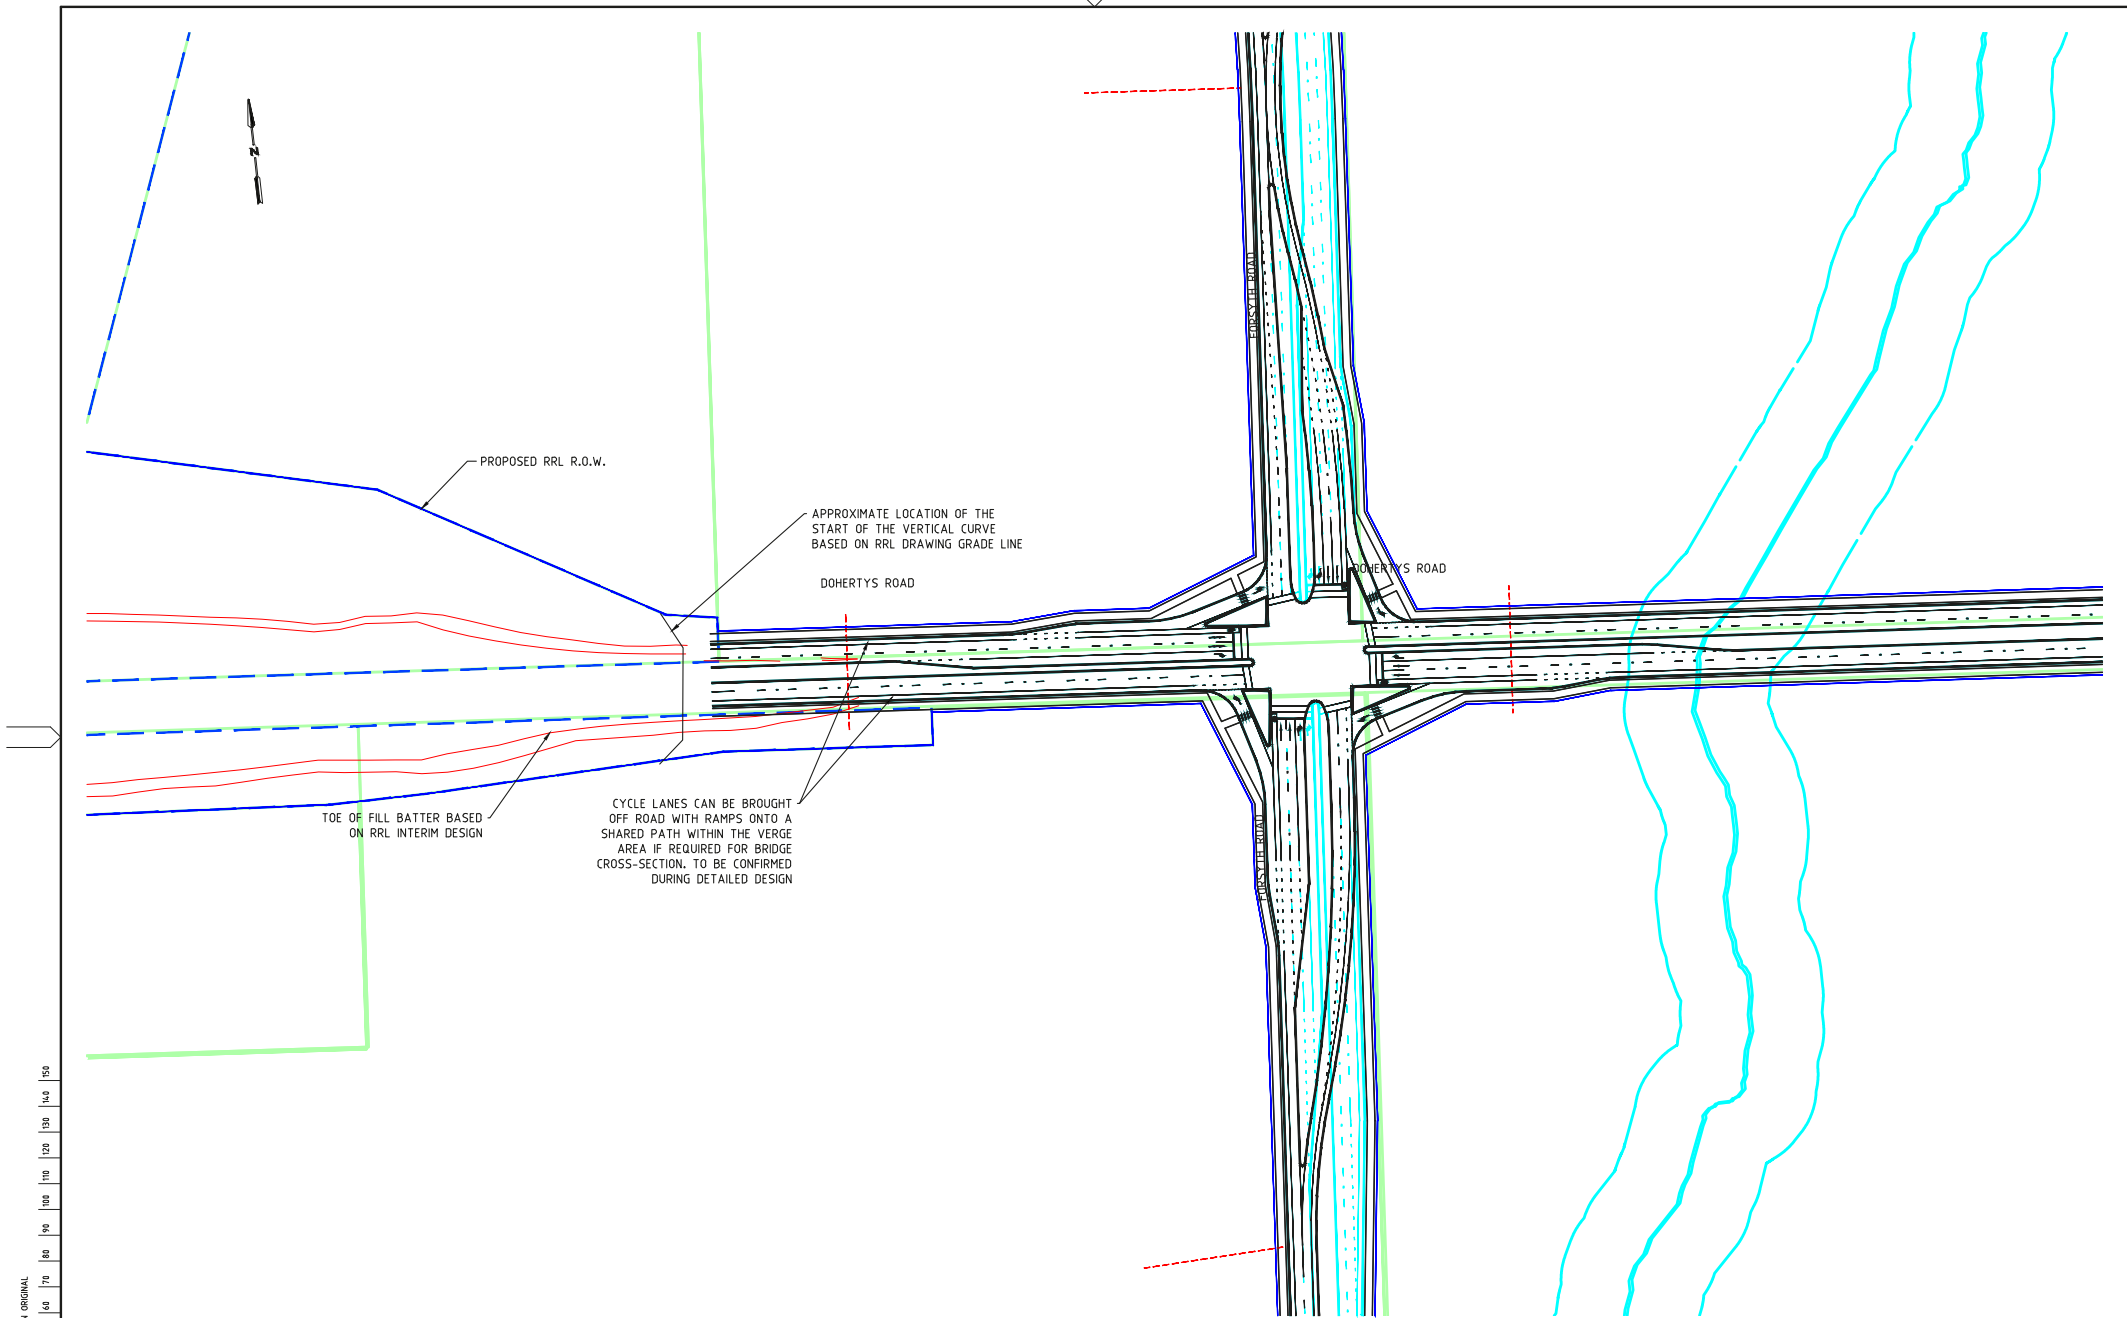 N
FORSYTH ROAD
PROPOSED RRL R.O.W.
APPROXIMATE LOCATION OF THE
START OF THE VERTICAL CURVE
BASED ON RRL DRAWING GRADE LINE
DOHERTYS ROAD
DOHERTYS ROAD
TOE OF FILL BATTER BASED
ON RRL INTERIM DESIGN
CYCLE LANES CAN BE BROUGHT
OFF ROAD WITH RAMPS ONTO A
SHARED PATH WITHIN THE VERGE
AREA IF REQUIRED FOR BRIDGE
CROSS-SECTION. TO BE CONFIRMED
DURING DETAILED DESIGN
FORSYTH ROAD
150
140
130
120
110
100
90
80
70
60
ORIGINAL